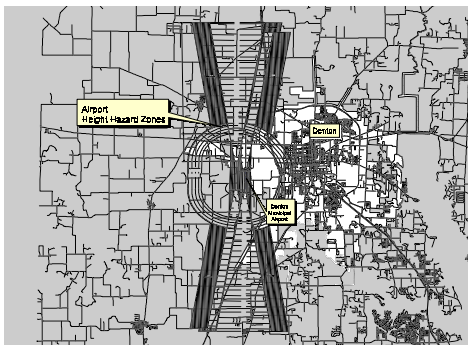 Airport
Height Hazard Zones
Denton
Denton
Municipal
Airport